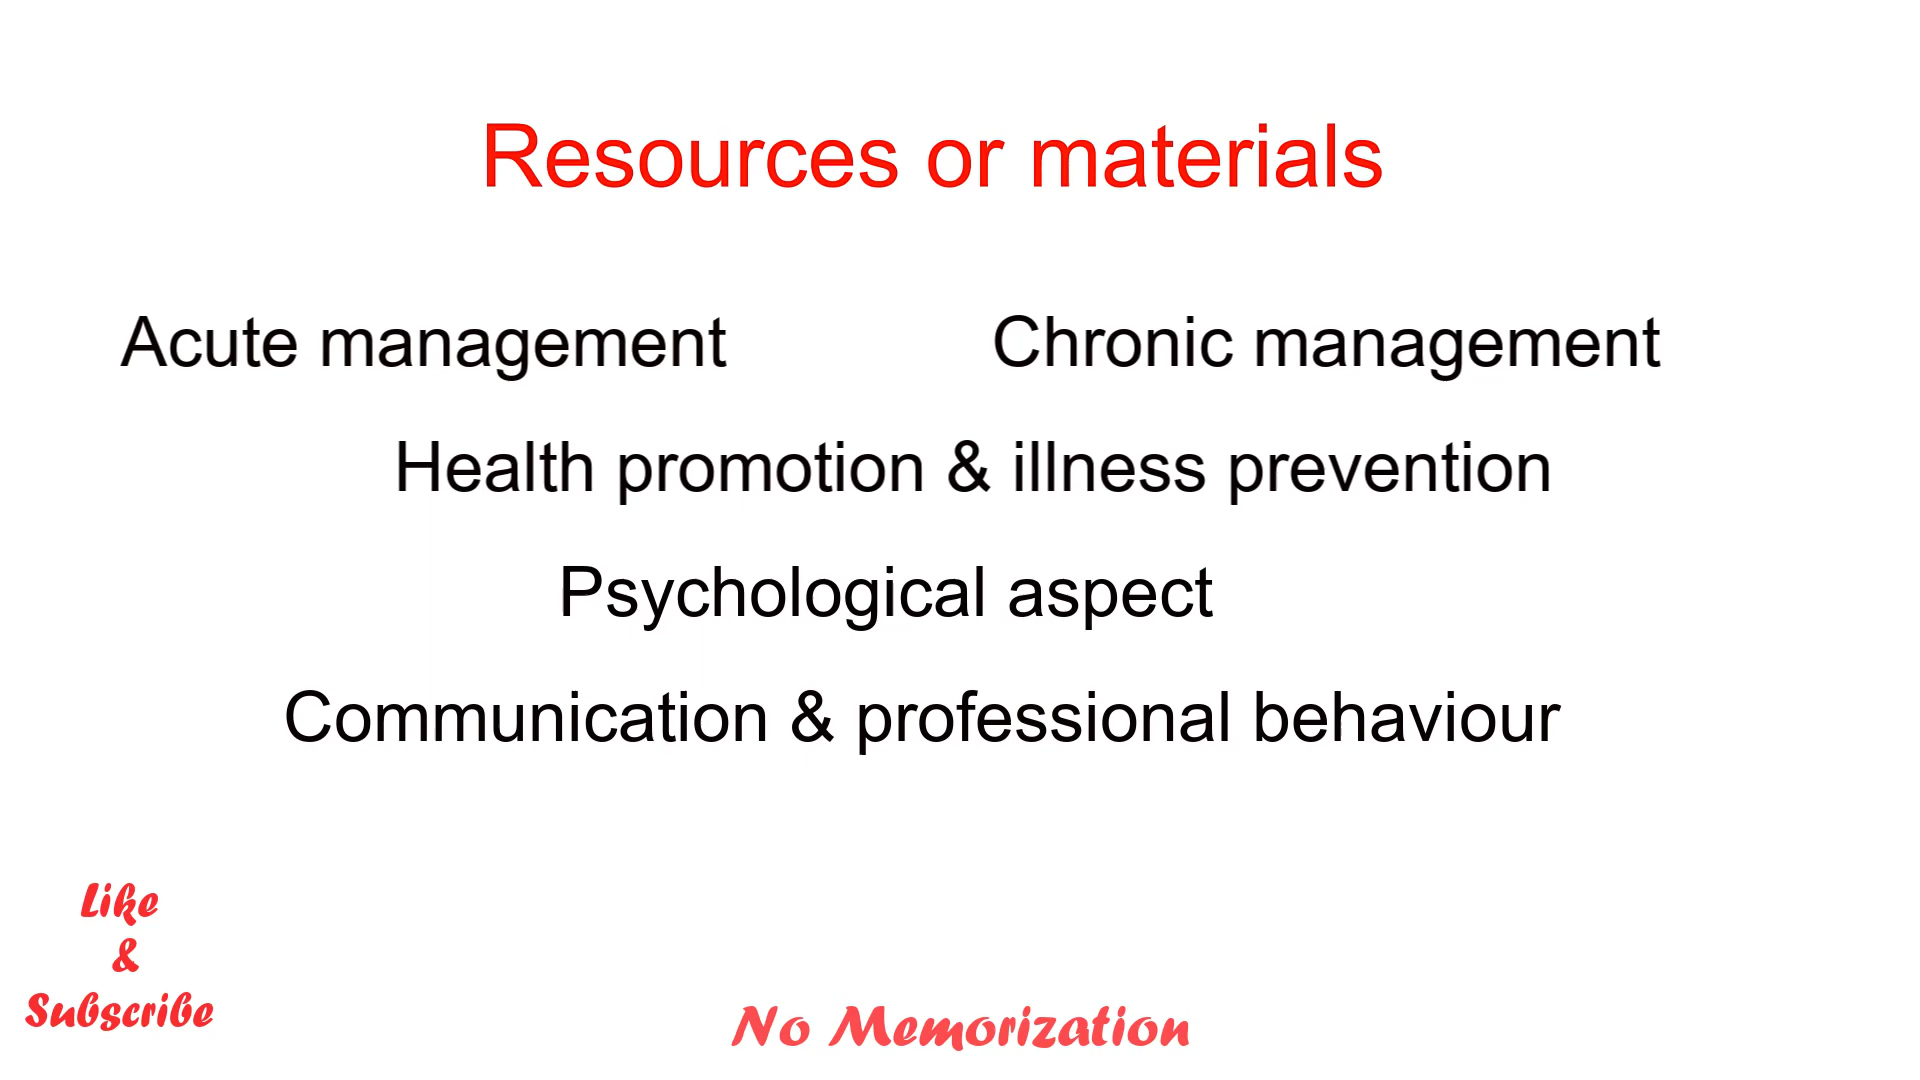 Resources or materials
Acute management Chronic management
Health promotion & illness prevention
Psychological aspect
Communication & professional behaviour
Like
&
Subscribe
No Memorization